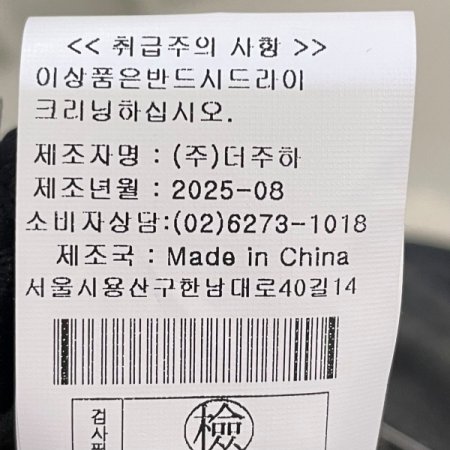 << 취급주의 사항 >>
이상품은반드시드라이
크리닝하십시오.
제조자명 : (주)더주하
제조년월 : 2025-08
소비자상담:(02)6273-1018
제조국 : Made in China
서울시용산구한남대로40길14
檢
검사